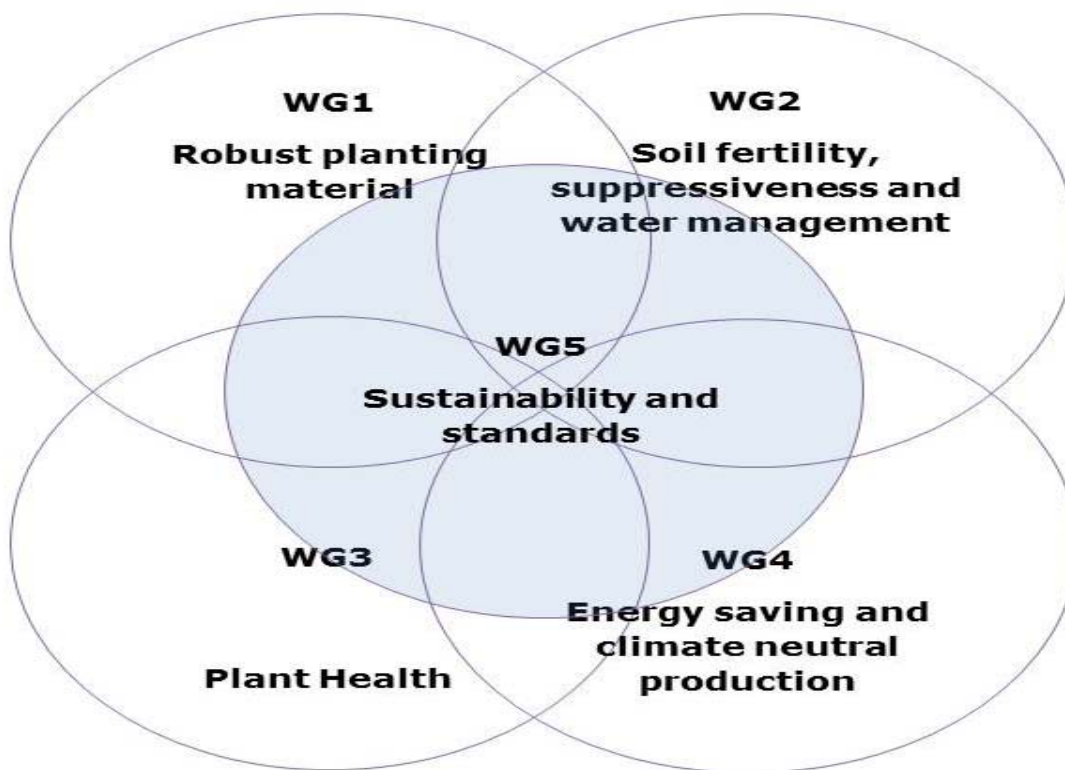 WG1
Robust planting
material
WG2
Soil fertility,
suppressiveness and
water management
WG5
Sustainability and
standards
WG3
Plant Health
WG4
Energy saving and
climate neutral
production